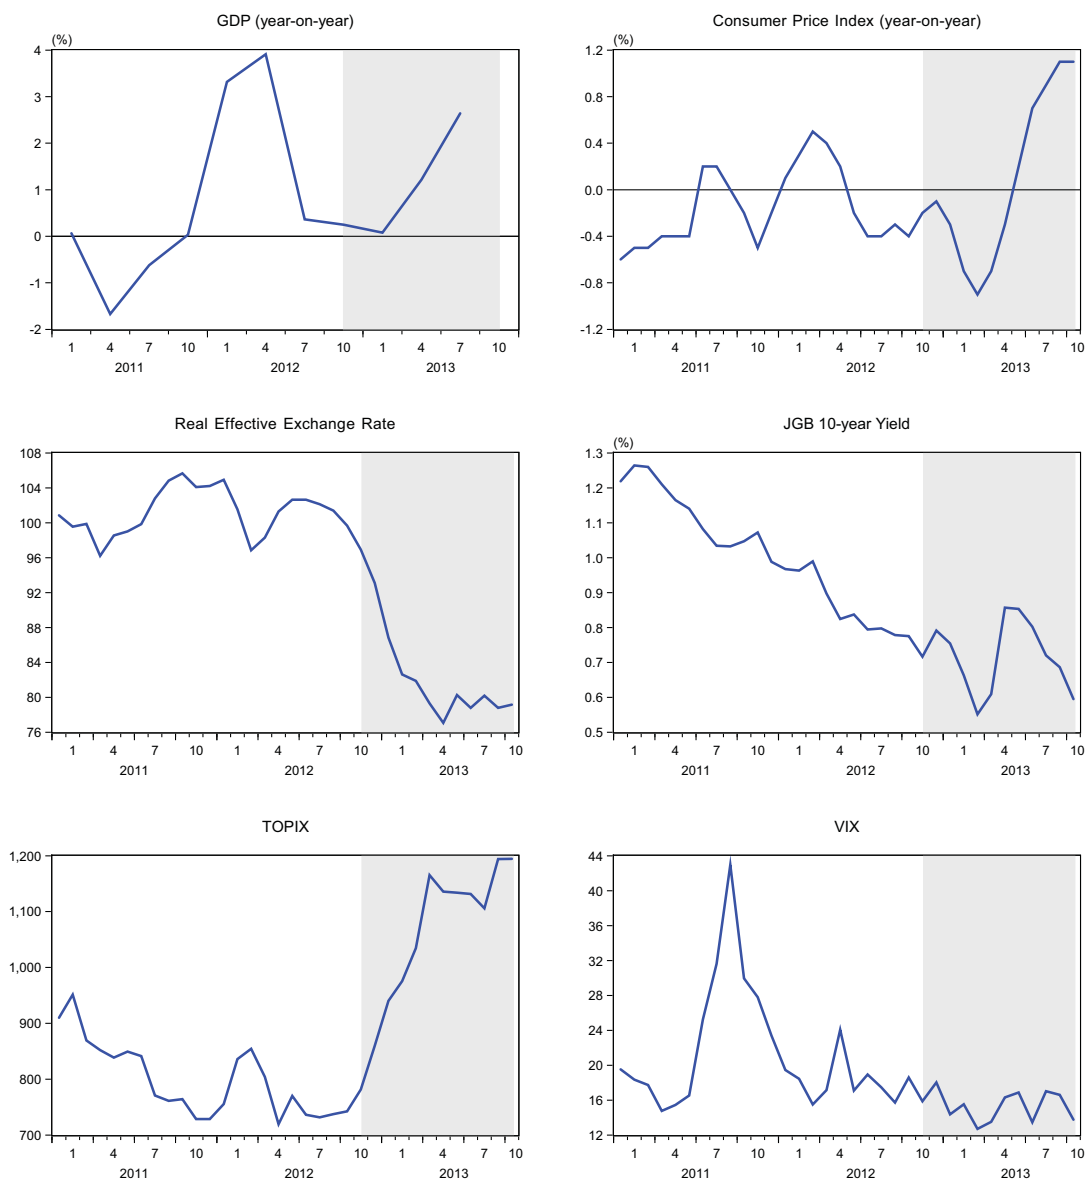 GDP (year-on-year)
(%)
4
3
2
1
0
-1
-2
1 4 7 10 1 4 7 10 1 4 7 10
2011 2012 2013
Consumer Price Index (year-on-year)
(%)
1.2
0.8
0.4
0.0
-0.4
-0.8
-1.2
1 4 7 10 1 4 7 10 1 4 7 10
2011 2012 2013
Real Effective Exchange Rate
108
104
100
96
92
88
84
80
76
1 4 7 10 1 4 7 10 1 4 7 10
2011 2012 2013
JGB 10-year Yield
(%)
1.3
1.2
1.1
1.0
0.9
0.8
0.7
0.6
0.5
1 4 7 10 1 4 7 10 1 4 7 10
2011 2012 2013
TOPIX
1,200
1,100
1,000
900
800
700
1 4 7 10 1 4 7 10 1 4 7 10
2011 2012 2013
VIX
44
40
36
32
28
24
20
16
12
1 4 7 10 1 4 7 10 1 4 7 10
2011 2012 2013